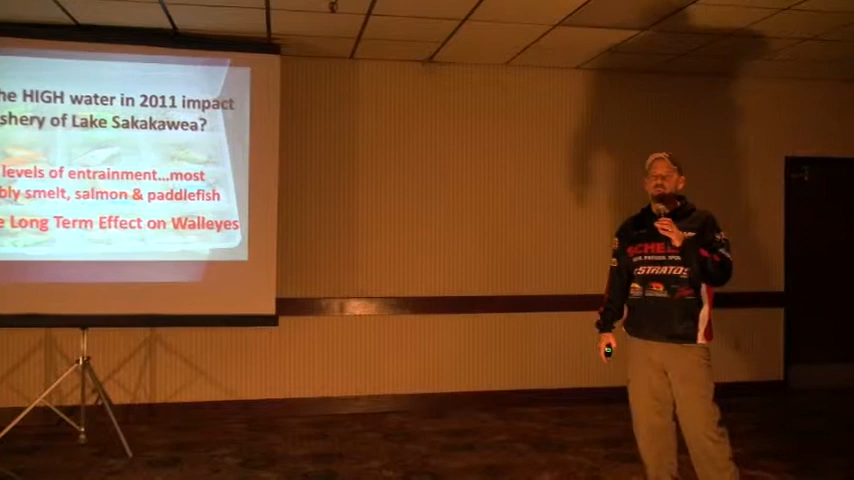 he HIGH water in 2011 impact
shery of Lake Sakakawea?
levels of entrainment...most
bly smelt, salmon & paddlefish
e Long Term Effect on Walleyes
SCHEEL
STRATOS